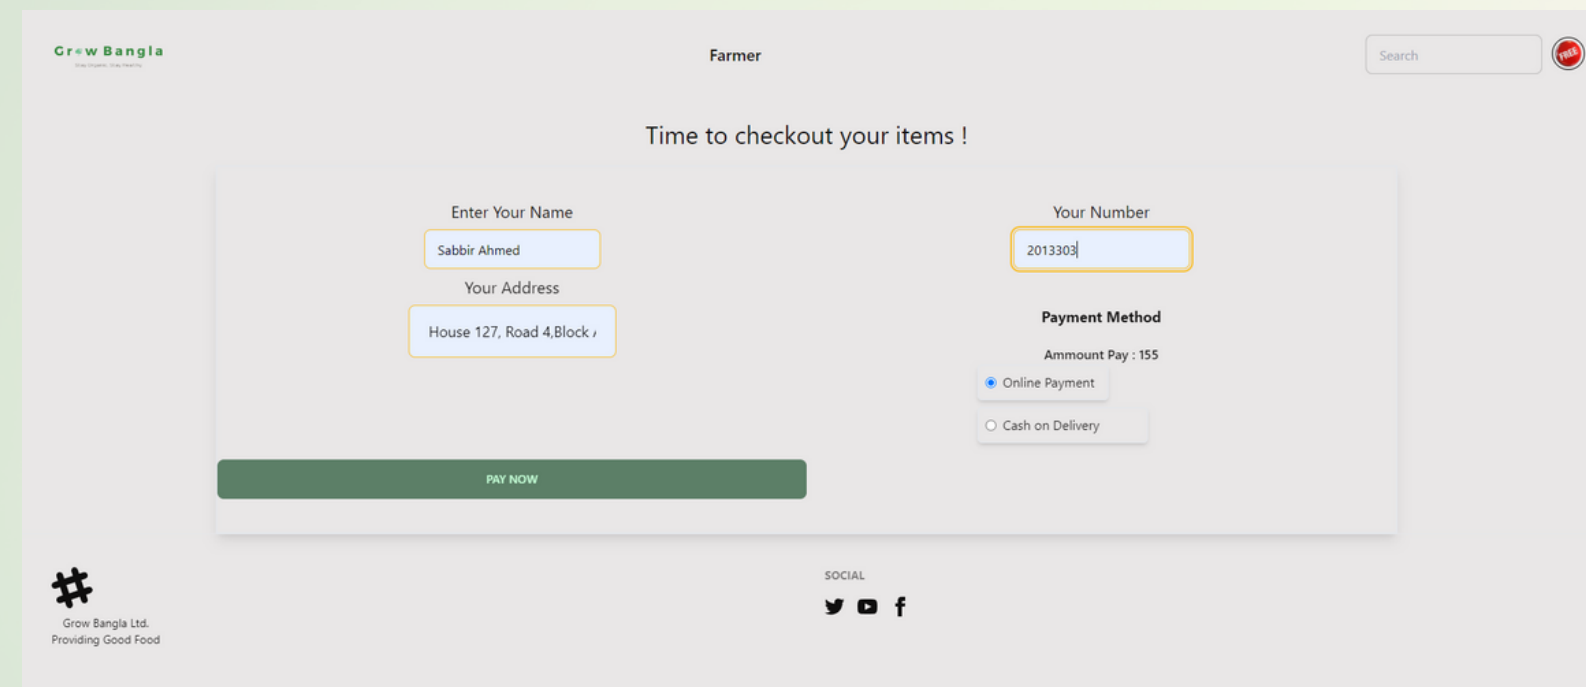 Grow Bangla
Farmer
Search
FREE
Time to checkout your items !
Enter Your Name
Sabbir Ahmed
Your Address
House 127, Road 4,Block
Your Number
2013303
Payment Method
Ammount Pay : 155
Online Payment
Cash on Delivery
PAY NOW
Grow Bangla Ltd.
Providing Good Food
SOCIAL